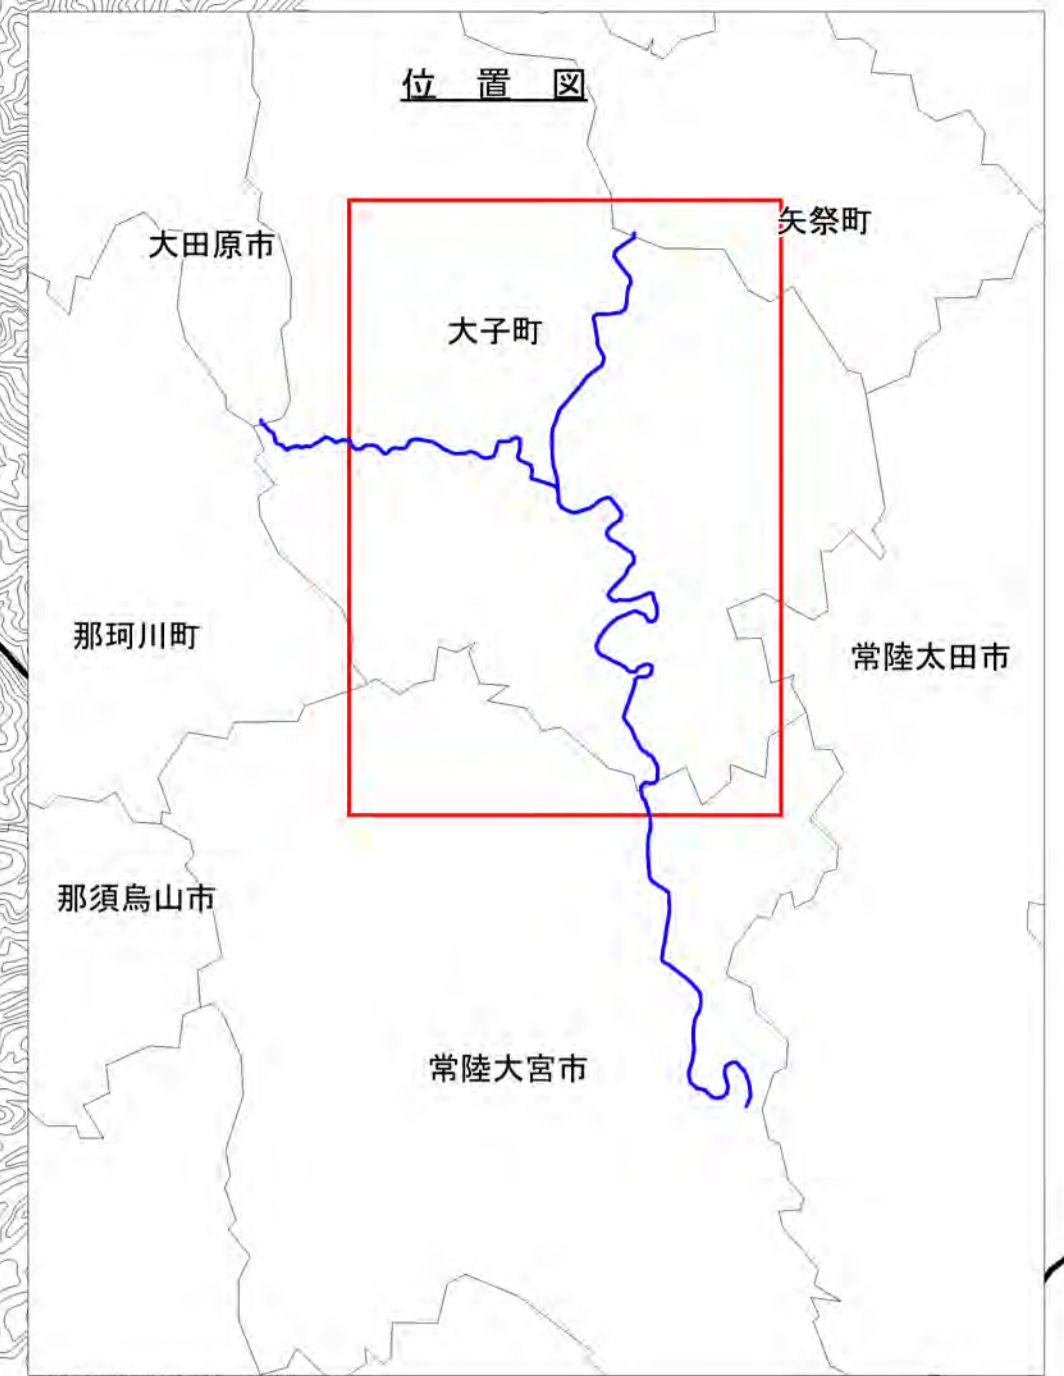 位 置 図
矢祭町
大田原市
大子町
那珂川町
常陸太田市
那須烏山市
常陸大宮市